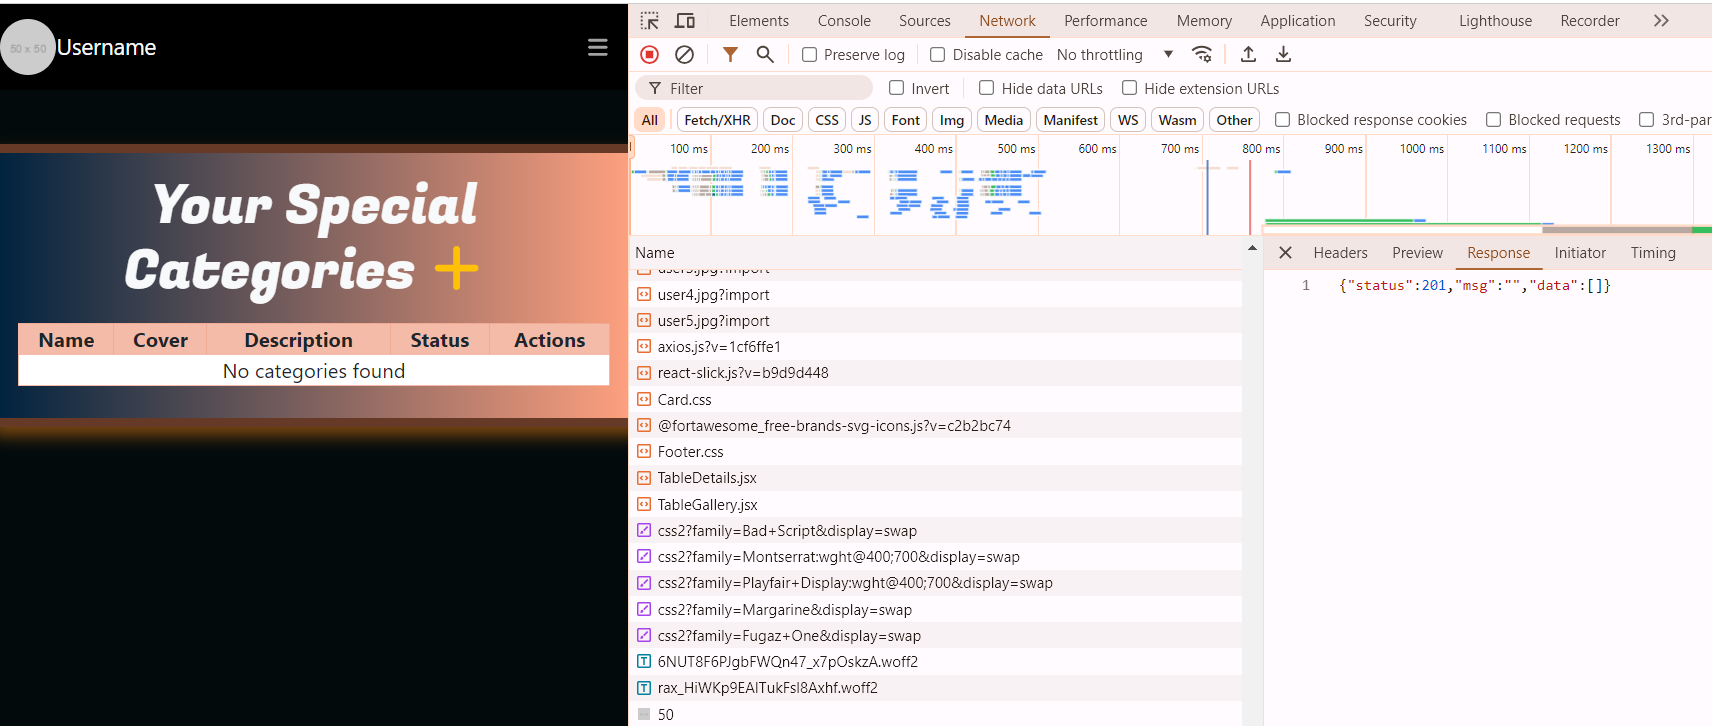 50 x 50 Username
Your Special
Categories
Name Cover Description Status Actions
No categories found
Elements Console Sources Network Performance Memory Application Security Lighthouse Recorder
Preserve log Disable cache No throttling
Filter Invert Hide data URLs Hide extension URLs
All Fetch/XHR Doc CSS JS Font Img Media Manifest WS Wasm Other Blocked response cookies Blocked requests 3rd-par
100 ms 200 ms 300 ms 400 ms 500 ms 600 ms 700 ms 800 ms 900 ms 1000 ms 1100 ms 1200 ms 1300 ms
Name
Headers Preview Response Initiator Timing
1 {"status":201,"msg":"","data":[]}
user4.jpg?import
user5.jpg?import
axios.js?v=1cf6ffe1
react-slick.js?v=b9d9d448
Card.css
@fortawesome_free-brands-svg-icons.js?v=c2b2bc74
Footer.css
TableDetails.jsx
TableGallery.jsx
css2?family=Bad+Script&display=swap
css2?family=Montserrat:wght@400;700&display=swap
css2?family=Playfair+Display:wght@400;700&display=swap
css2?family=Margarine&display=swap
css2?family=Fugaz+One&display=swap
6NUT8F6PJgbFWQn47_x7pOskzA.woff2
rax_HiWKp9EAITukFsl8Axhf.woff2
50